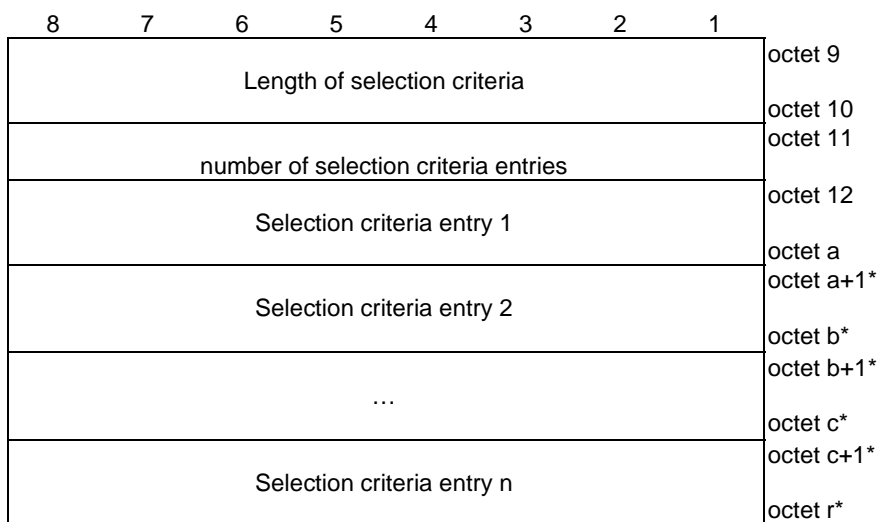 8 7 6 5 4 3 2 1
octet 9
Length of selection criteria
octet 10
octet 11
number of selection criteria entries
octet 12
Selection criteria entry 1
octet a
octet a+1*
Selection criteria entry 2
octet b*
octet b+1*
…
octet c*
octet c+1*
Selection criteria entry n
octet r*